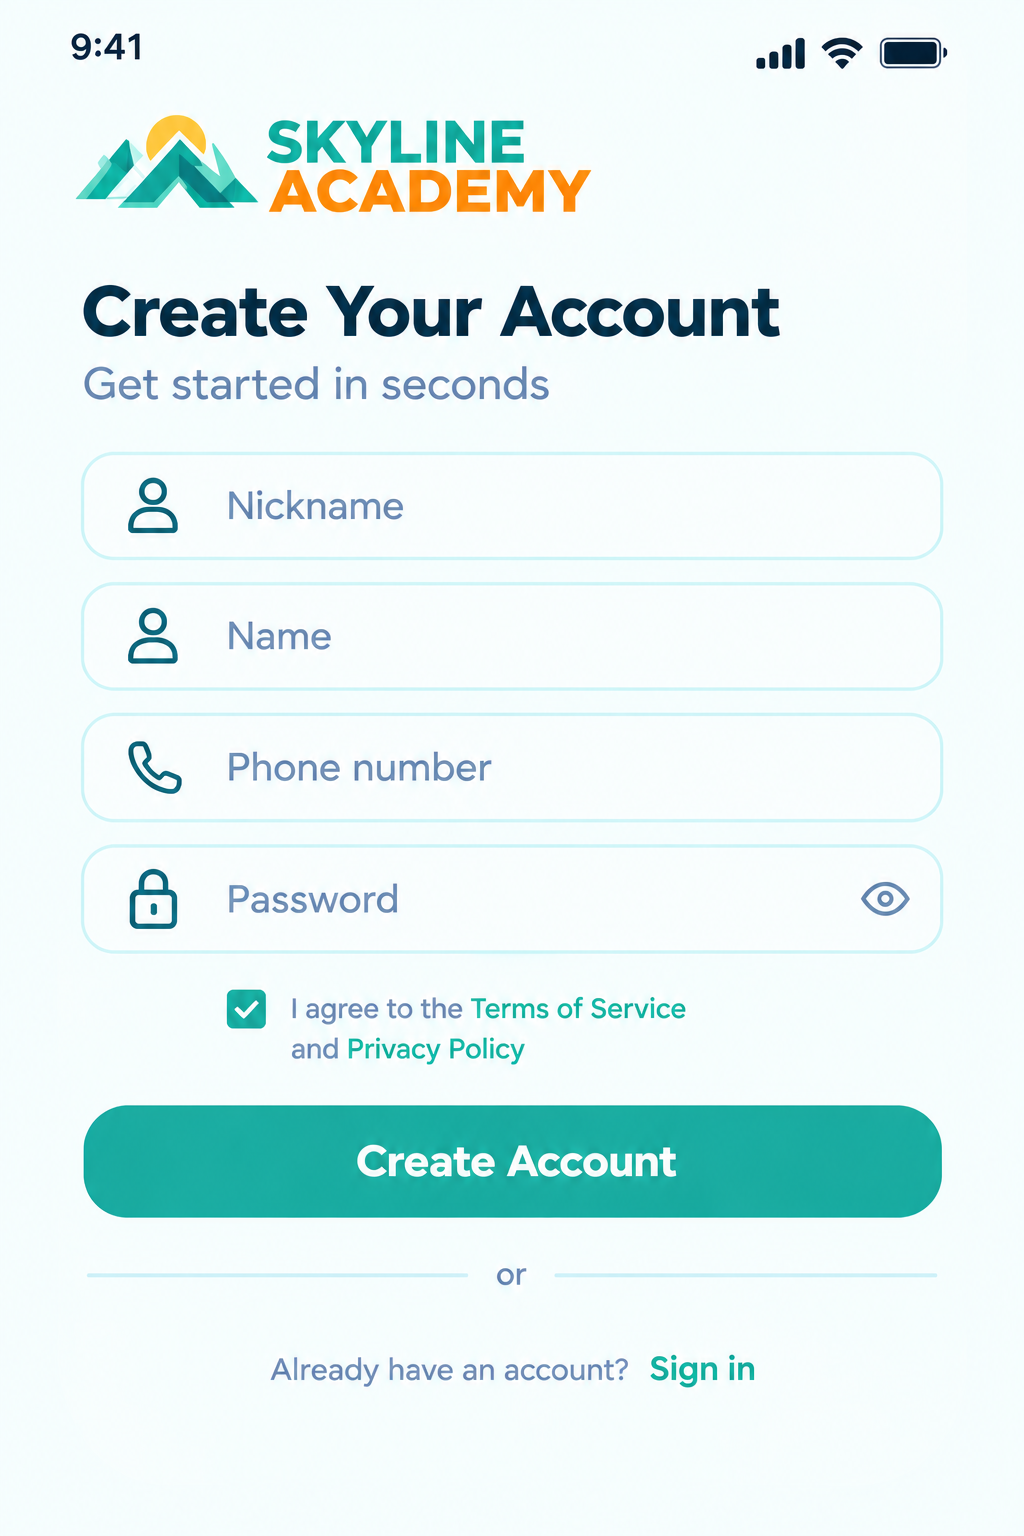 9:41
SKYLINE
ACADEMY
Create Your Account
Get started in seconds
Nickname
Name
Phone number
Password
I agree to the Terms of Service
and Privacy Policy
Create Account
or
Already have an account? Sign in